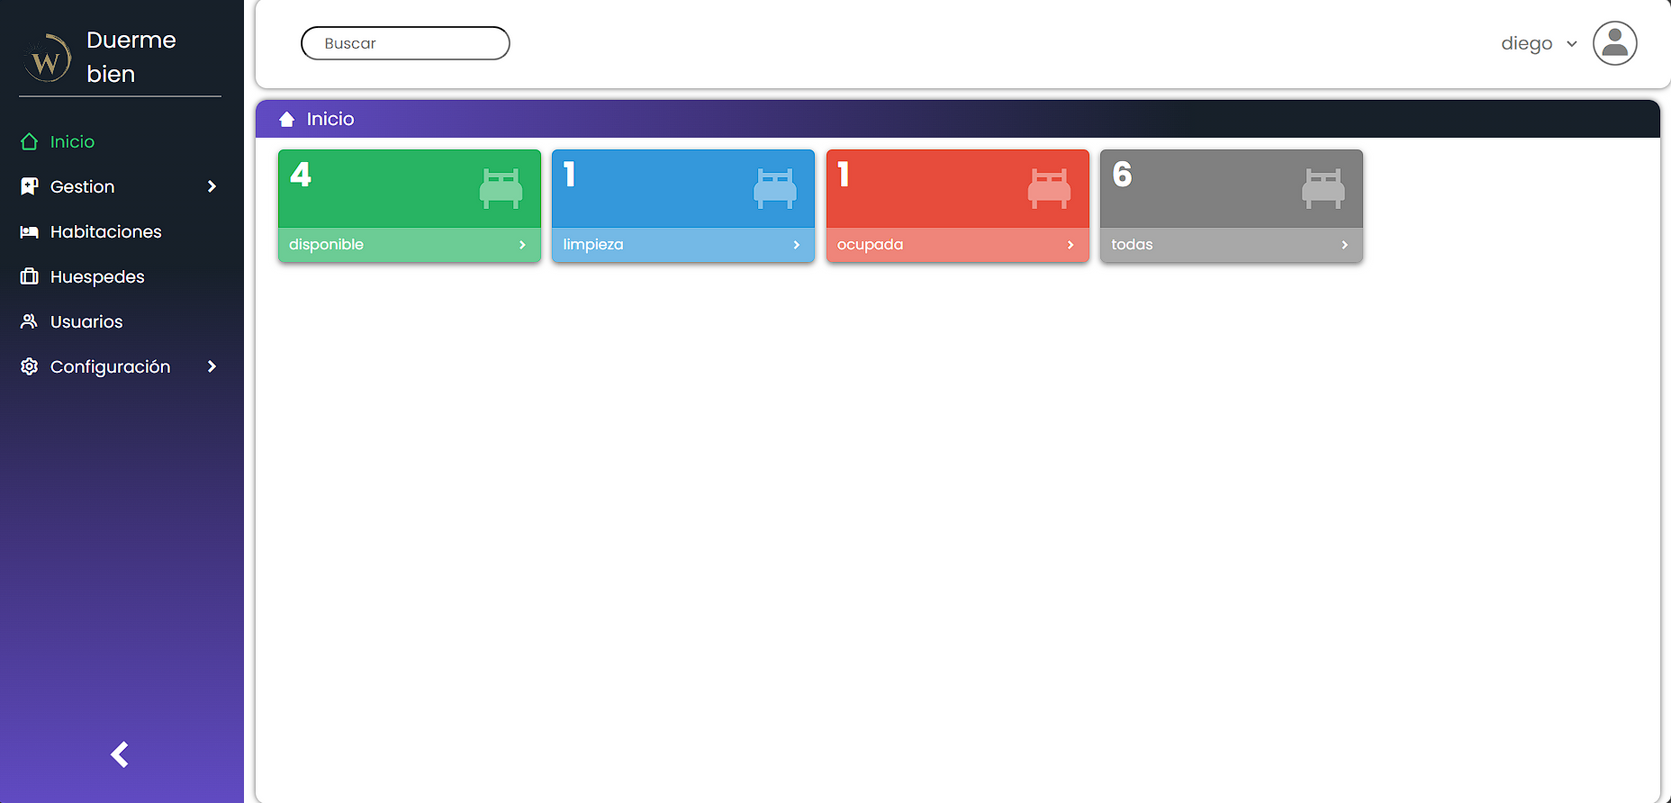 W
Duerme
bien
Inicio
Gestion
Habitaciones
Huespedes
Usuarios
Configuración
Buscar
diego
Inicio
4
disponible
1
limpieza
1
ocupada
6
todas